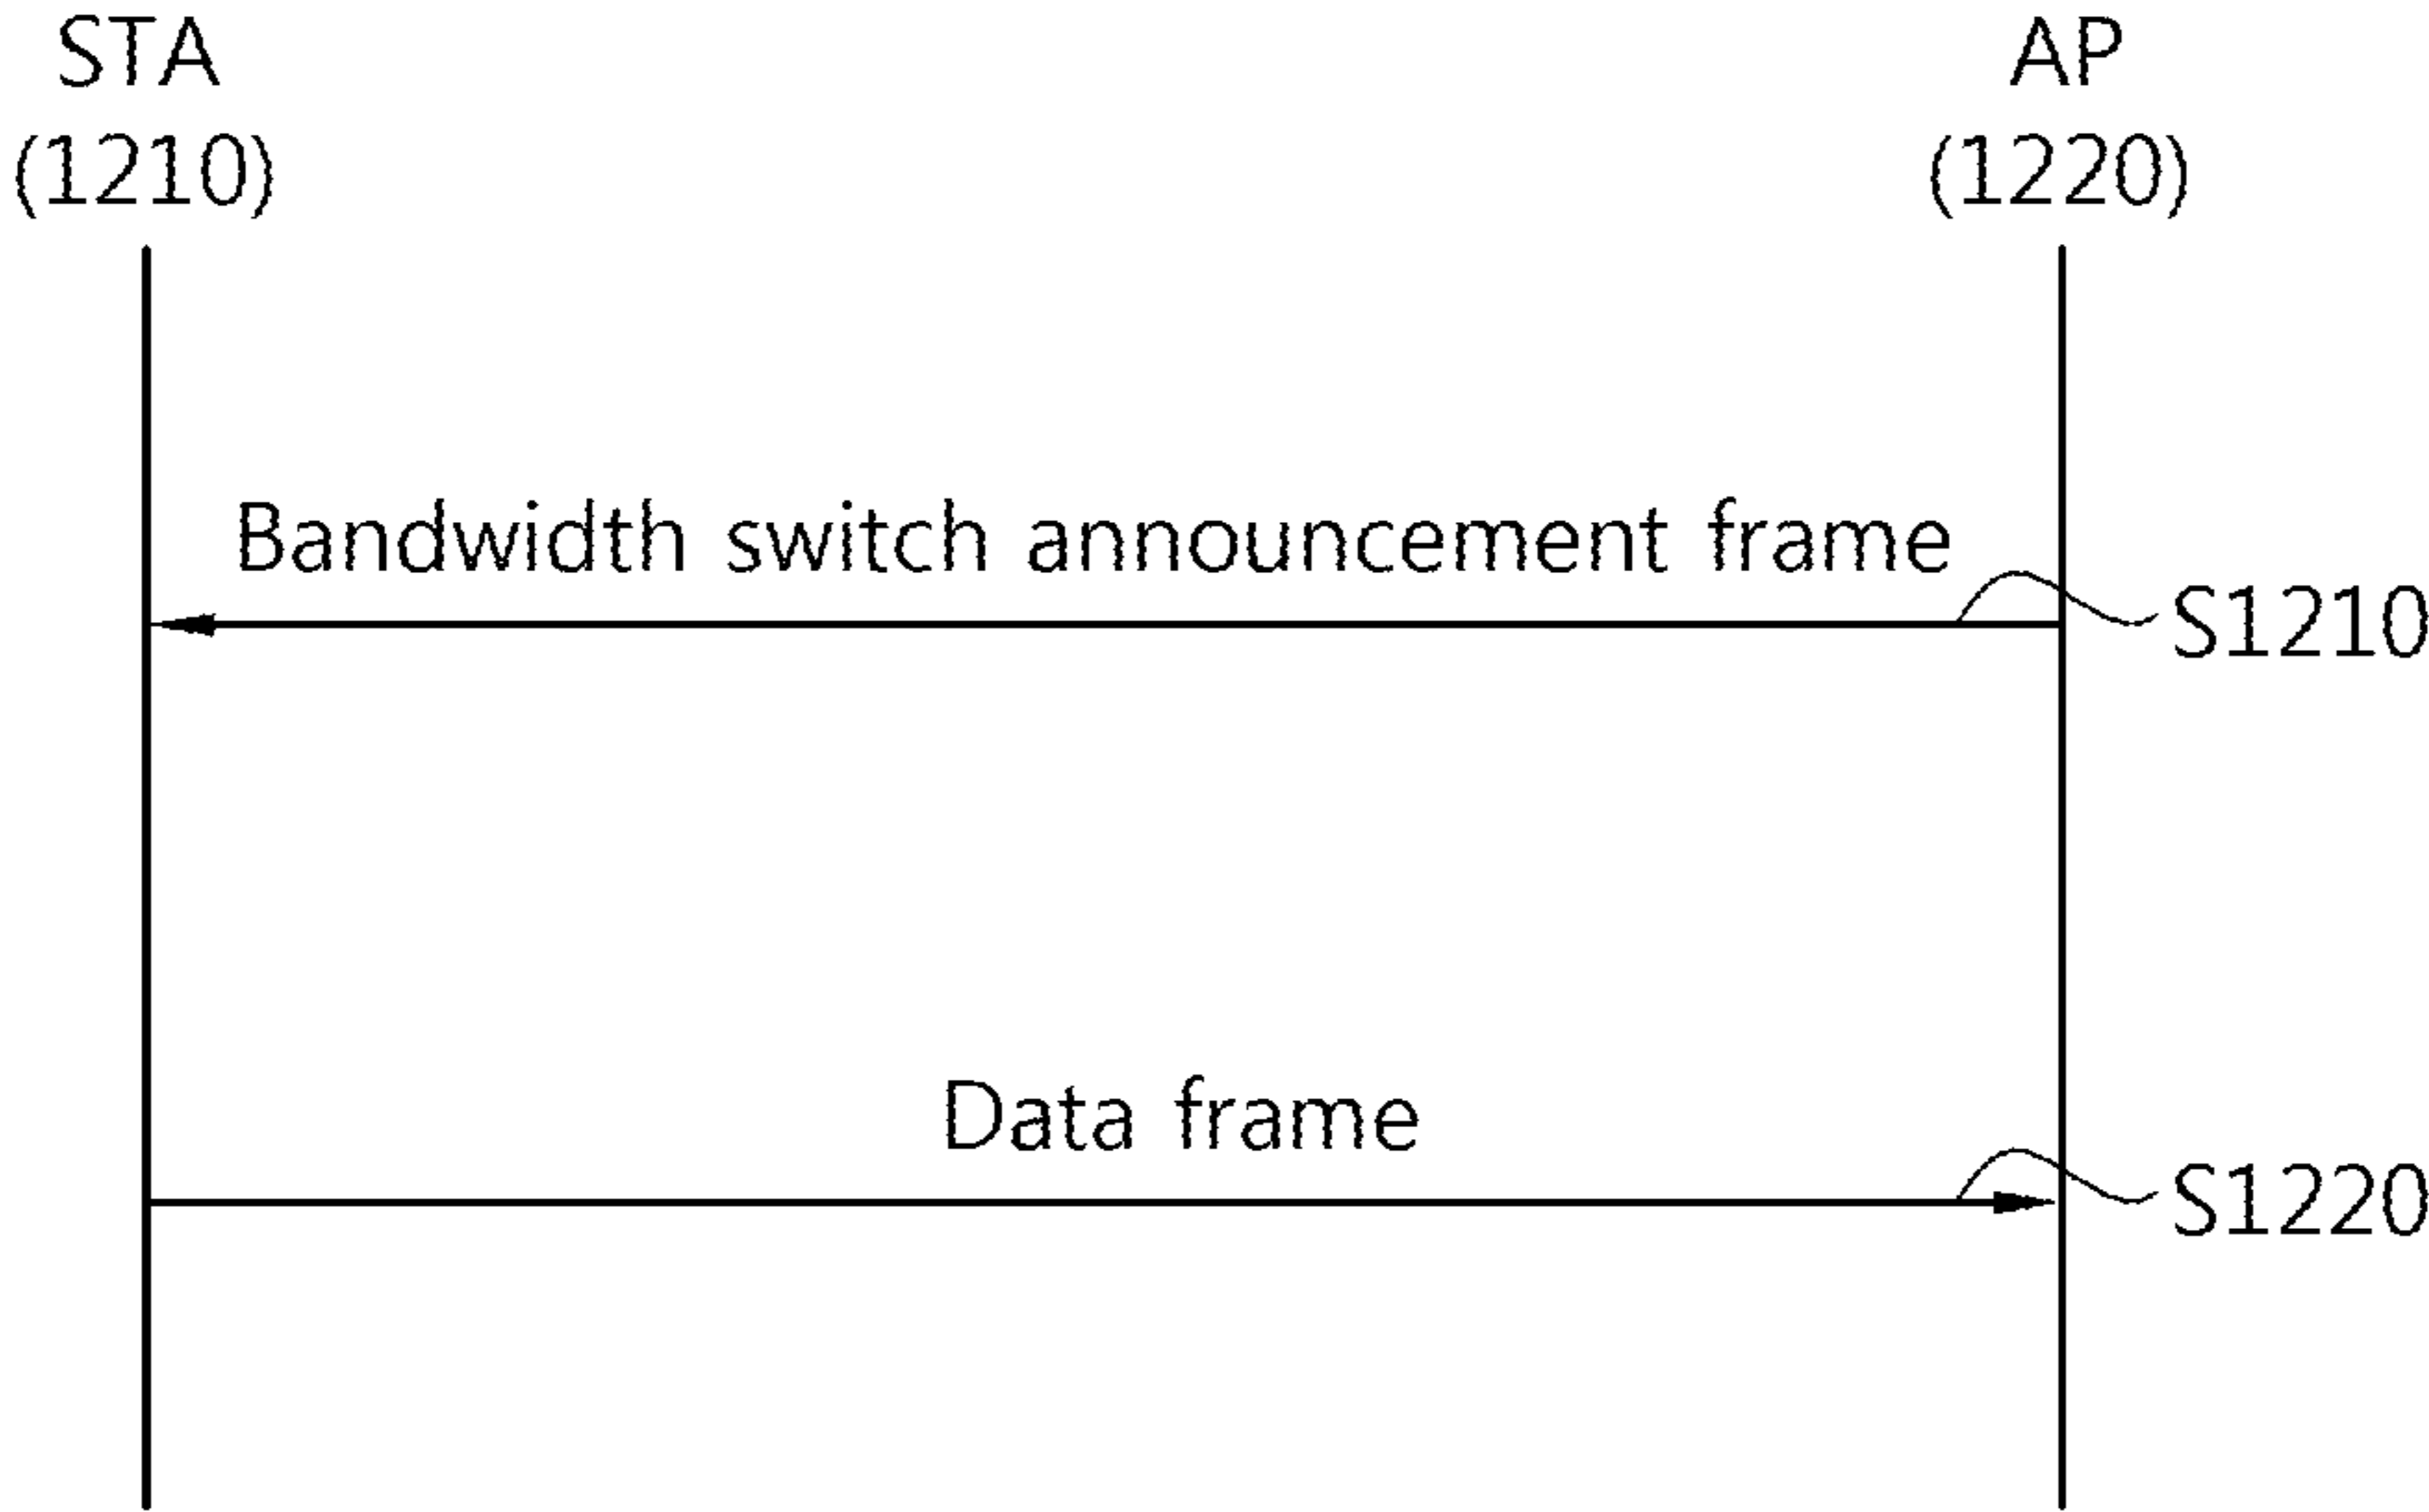 STA
(1210)
AP
(1220)
Bandwidth switch announcement frame
S1210
Data frame
S1220